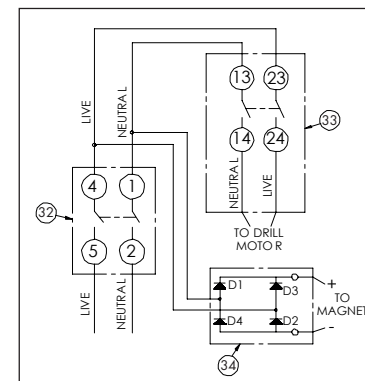 13 23
14 24
33
NEUTRAL
LIVE
TO DRILL
MOTOR
LIVE
NEUTRAL
4 1
32
5 2
LIVE
NEUTRAL
D1 D3
D4 D2
+
TO
MAGNET
-
34